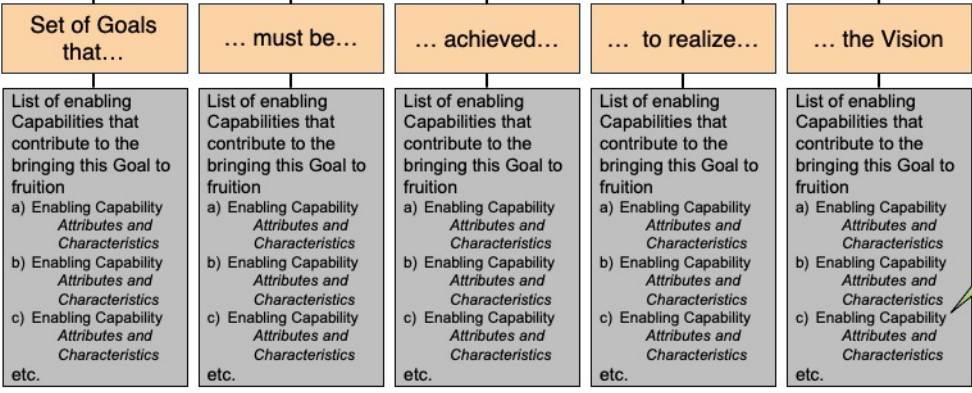 Set of Goals
that…
… must be…
… achieved…
… to realize…
… the Vision
List of enabling
Capabilities that
contribute to the
bringing this Goal to
fruition
a) Enabling Capability
Attributes and
Characteristics
b) Enabling Capability
Attributes and
Characteristics
c) Enabling Capability
Attributes and
Characteristics
etc.
List of enabling
Capabilities that
contribute to the
bringing this Goal to
fruition
a) Enabling Capability
Attributes and
Characteristics
b) Enabling Capability
Attributes and
Characteristics
c) Enabling Capability
Attributes and
Characteristics
etc.
List of enabling
Capabilities that
contribute to the
bringing this Goal to
fruition
a) Enabling Capability
Attributes and
Characteristics
b) Enabling Capability
Attributes and
Characteristics
c) Enabling Capability
Attributes and
Characteristics
etc.
List of enabling
Capabilities that
contribute to the
bringing this Goal to
fruition
a) Enabling Capability
Attributes and
Characteristics
b) Enabling Capability
Attributes and
Characteristics
c) Enabling Capability
Attributes and
Characteristics
etc.
List of enabling
Capabilities that
contribute to the
bringing this Goal to
fruition
a) Enabling Capability
Attributes and
Characteristics
b) Enabling Capability
Attributes and
Characteristics
c) Enabling Capability
Attributes and
Characteristics
etc.